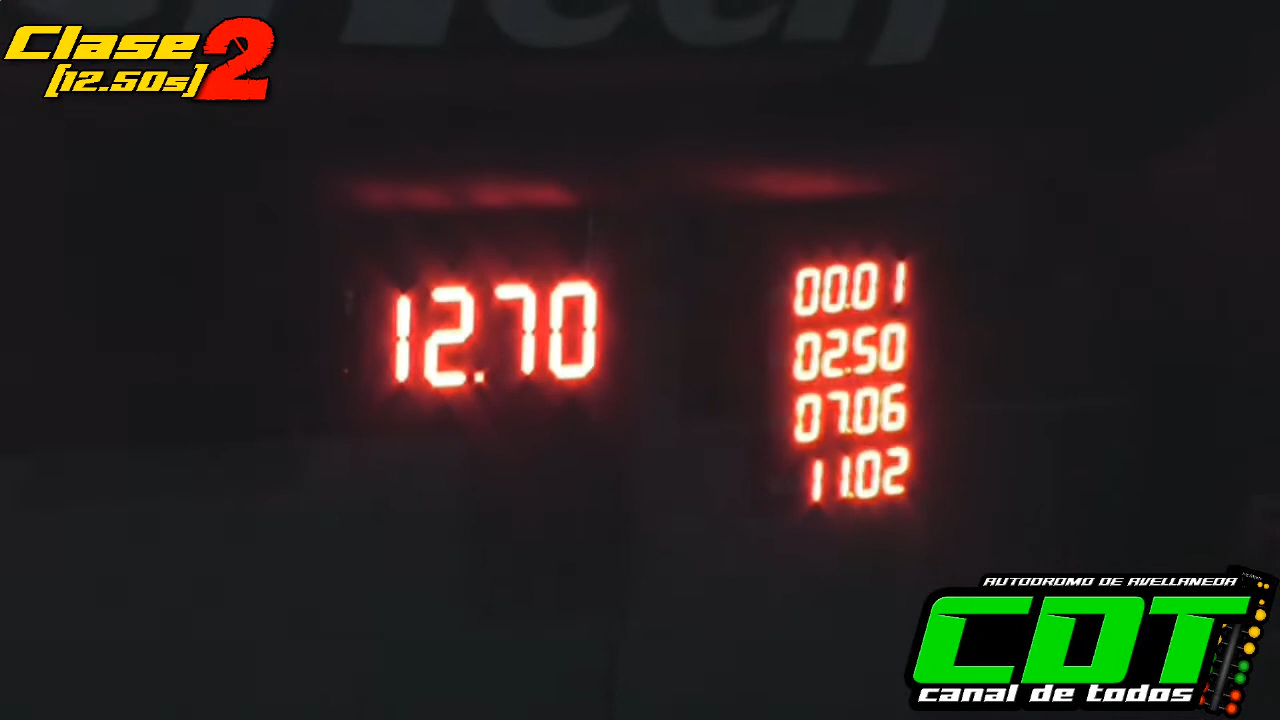 Clase 2
[12.50s]
12.70
00.01
02.50
07.06
11.02
AUTODROMO DE AVELLANEDA
CDT
canal de todos